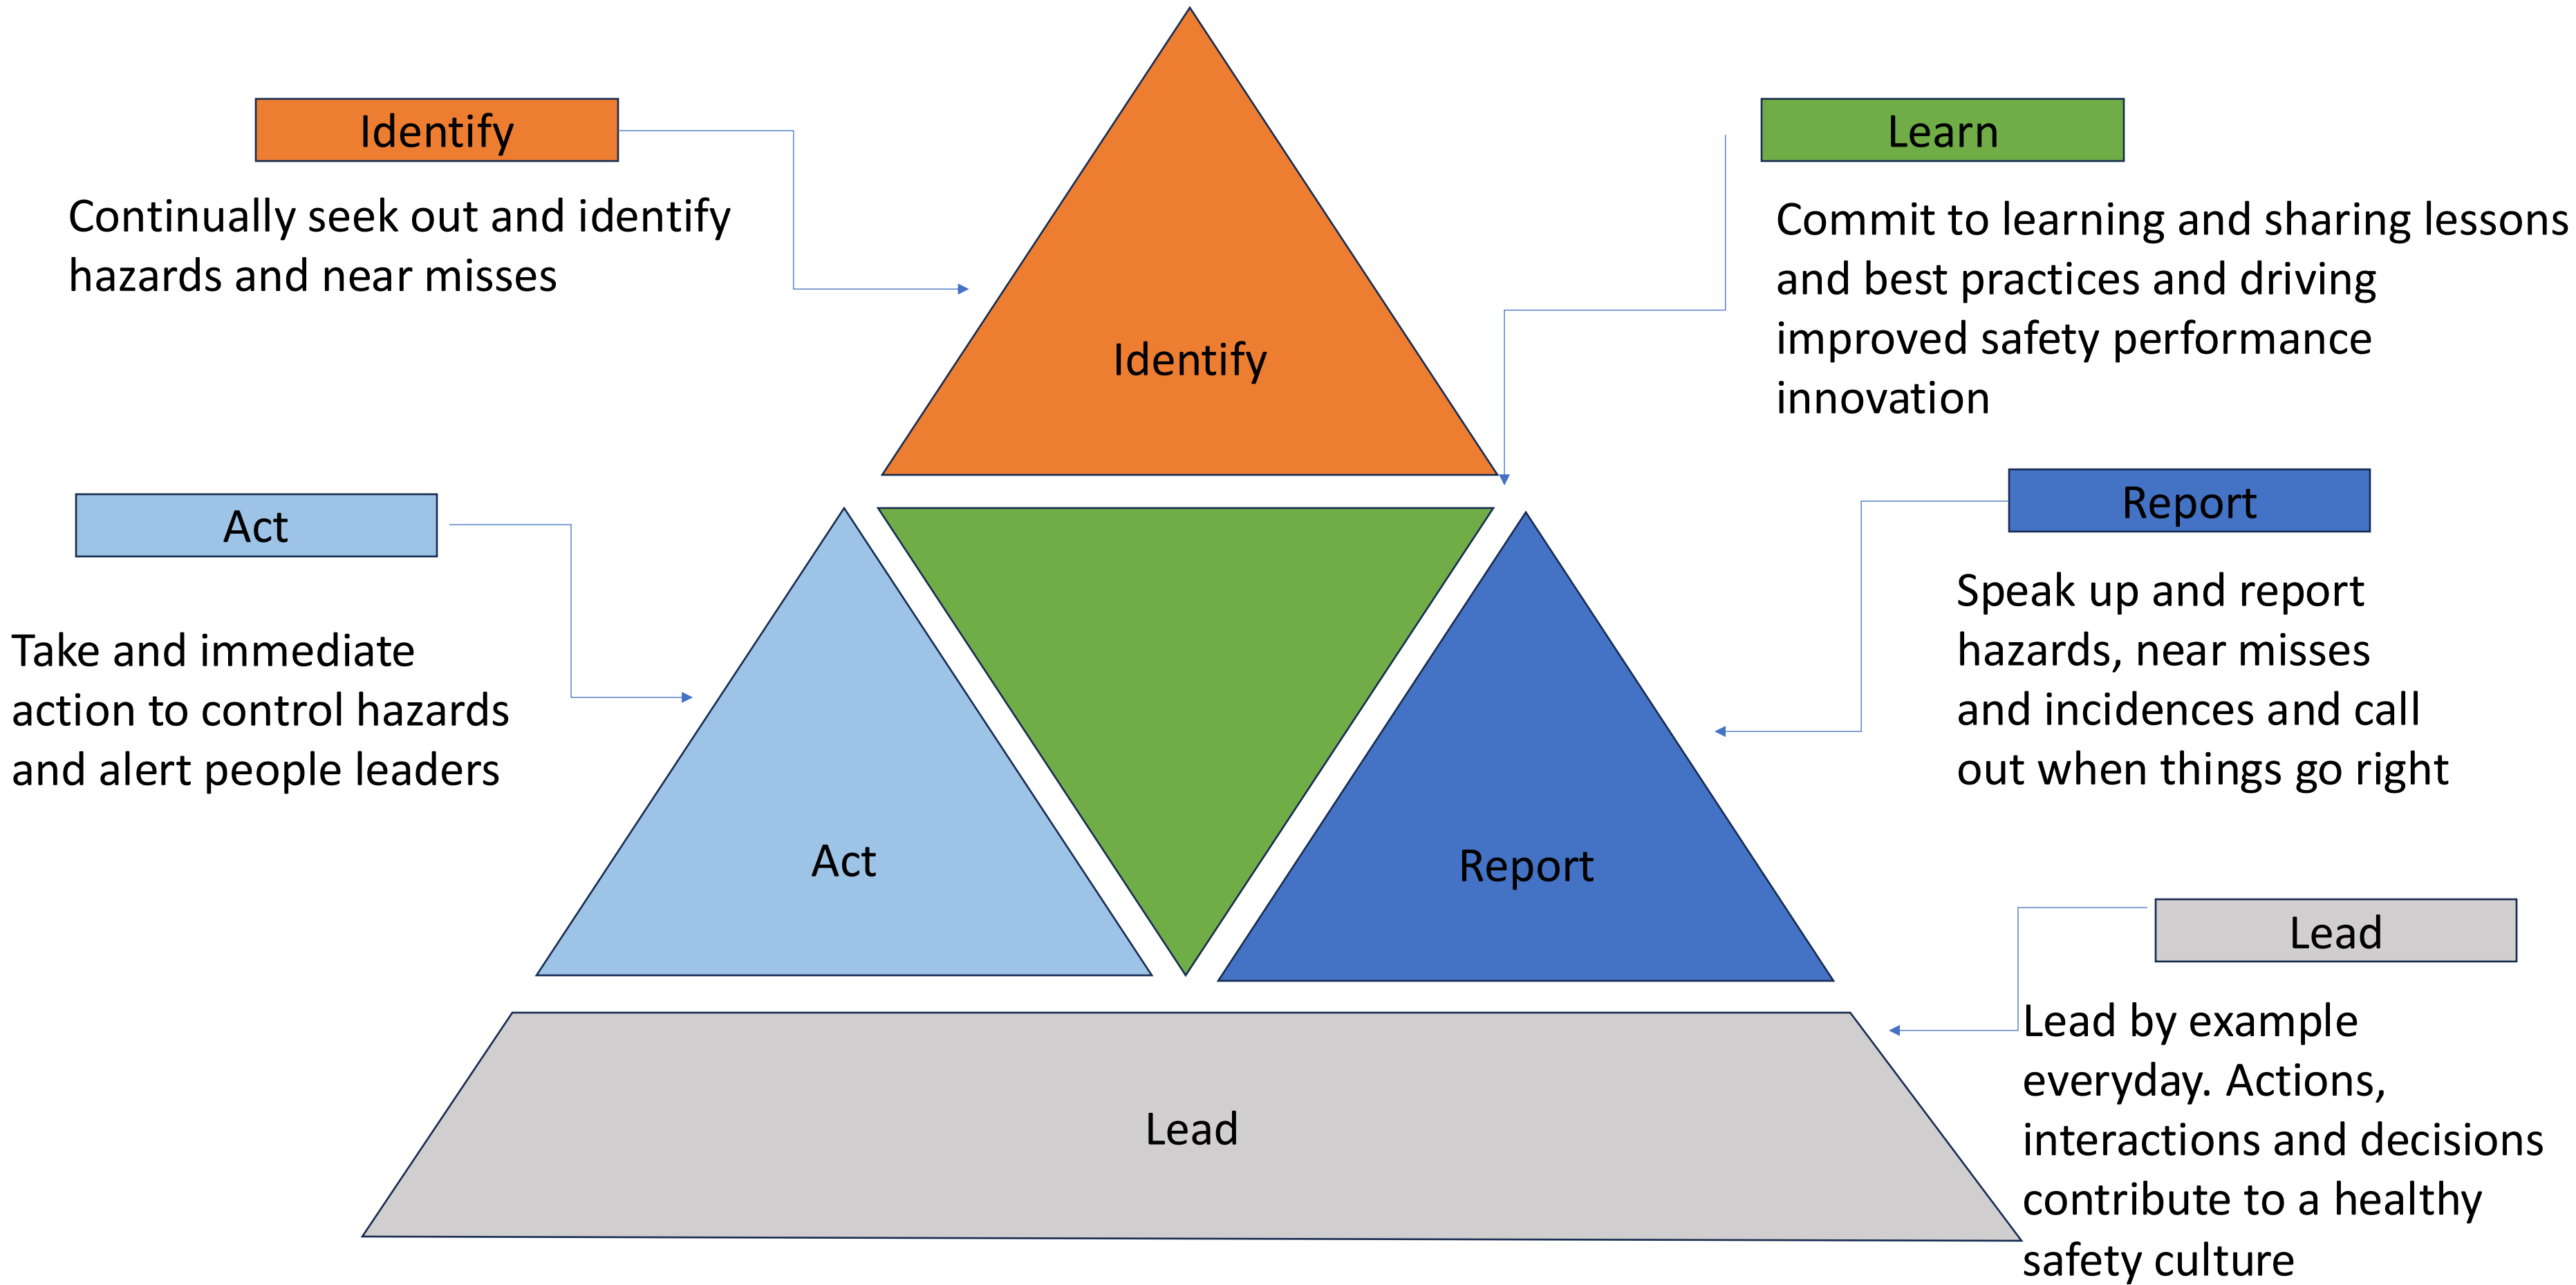 Identify
Continually seek out and identify
hazards and near misses
Learn
Commit to learning and sharing lessons
and best practices and driving
improved safety performance
innovation
Identify
Act
Take and immediate
action to control hazards
and alert people leaders
Report
Speak up and report
hazards, near misses
and incidences and call
out when things go right
Act
Report
Lead
Lead by example
everyday. Actions,
interactions and decisions
contribute to a healthy
safety culture
Lead